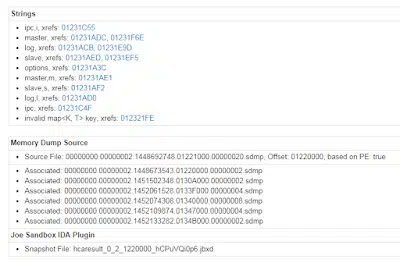 Strings
ipc,i, xrefs: 01231C55
master, xrefs: 01231ADC, 01231F6E
log, xrefs: 01231ACB, 01231E9D
slave, xrefs: 01231AED, 01231EF5
options, xrefs: 01231A3C
master,m, xrefs: 01231AE1
slave,s, xrefs: 01231AF2
log,l, xrefs: 01231AD0
ipc, xrefs: 01231C4F
invalid map<K, T> key, xrefs: 012321FE
Memory Dump Source
Source File: 00000000.00000002.1448692748.01221000.00000020.sdmp, Offset: 01220000, based on PE: true
Associated: 00000000.00000002.1448673543.01220000.00000002.sdmp
Associated: 00000000.00000002.1451502348.0130A000.00000002.sdmp
Associated: 00000000.00000002.1452061528.0133F000.00000004.sdmp
Associated: 00000000.00000002.1452074308.01340000.00000008.sdmp
Associated: 00000000.00000002.1452109874.01347000.00000004.sdmp
Associated: 00000000.00000002.1452133282.0134B000.00000002.sdmp
Joe Sandbox IDA Plugin
Snapshot File: hcaresult_0_2_1220000_hCPuVQi0p6.jbxd